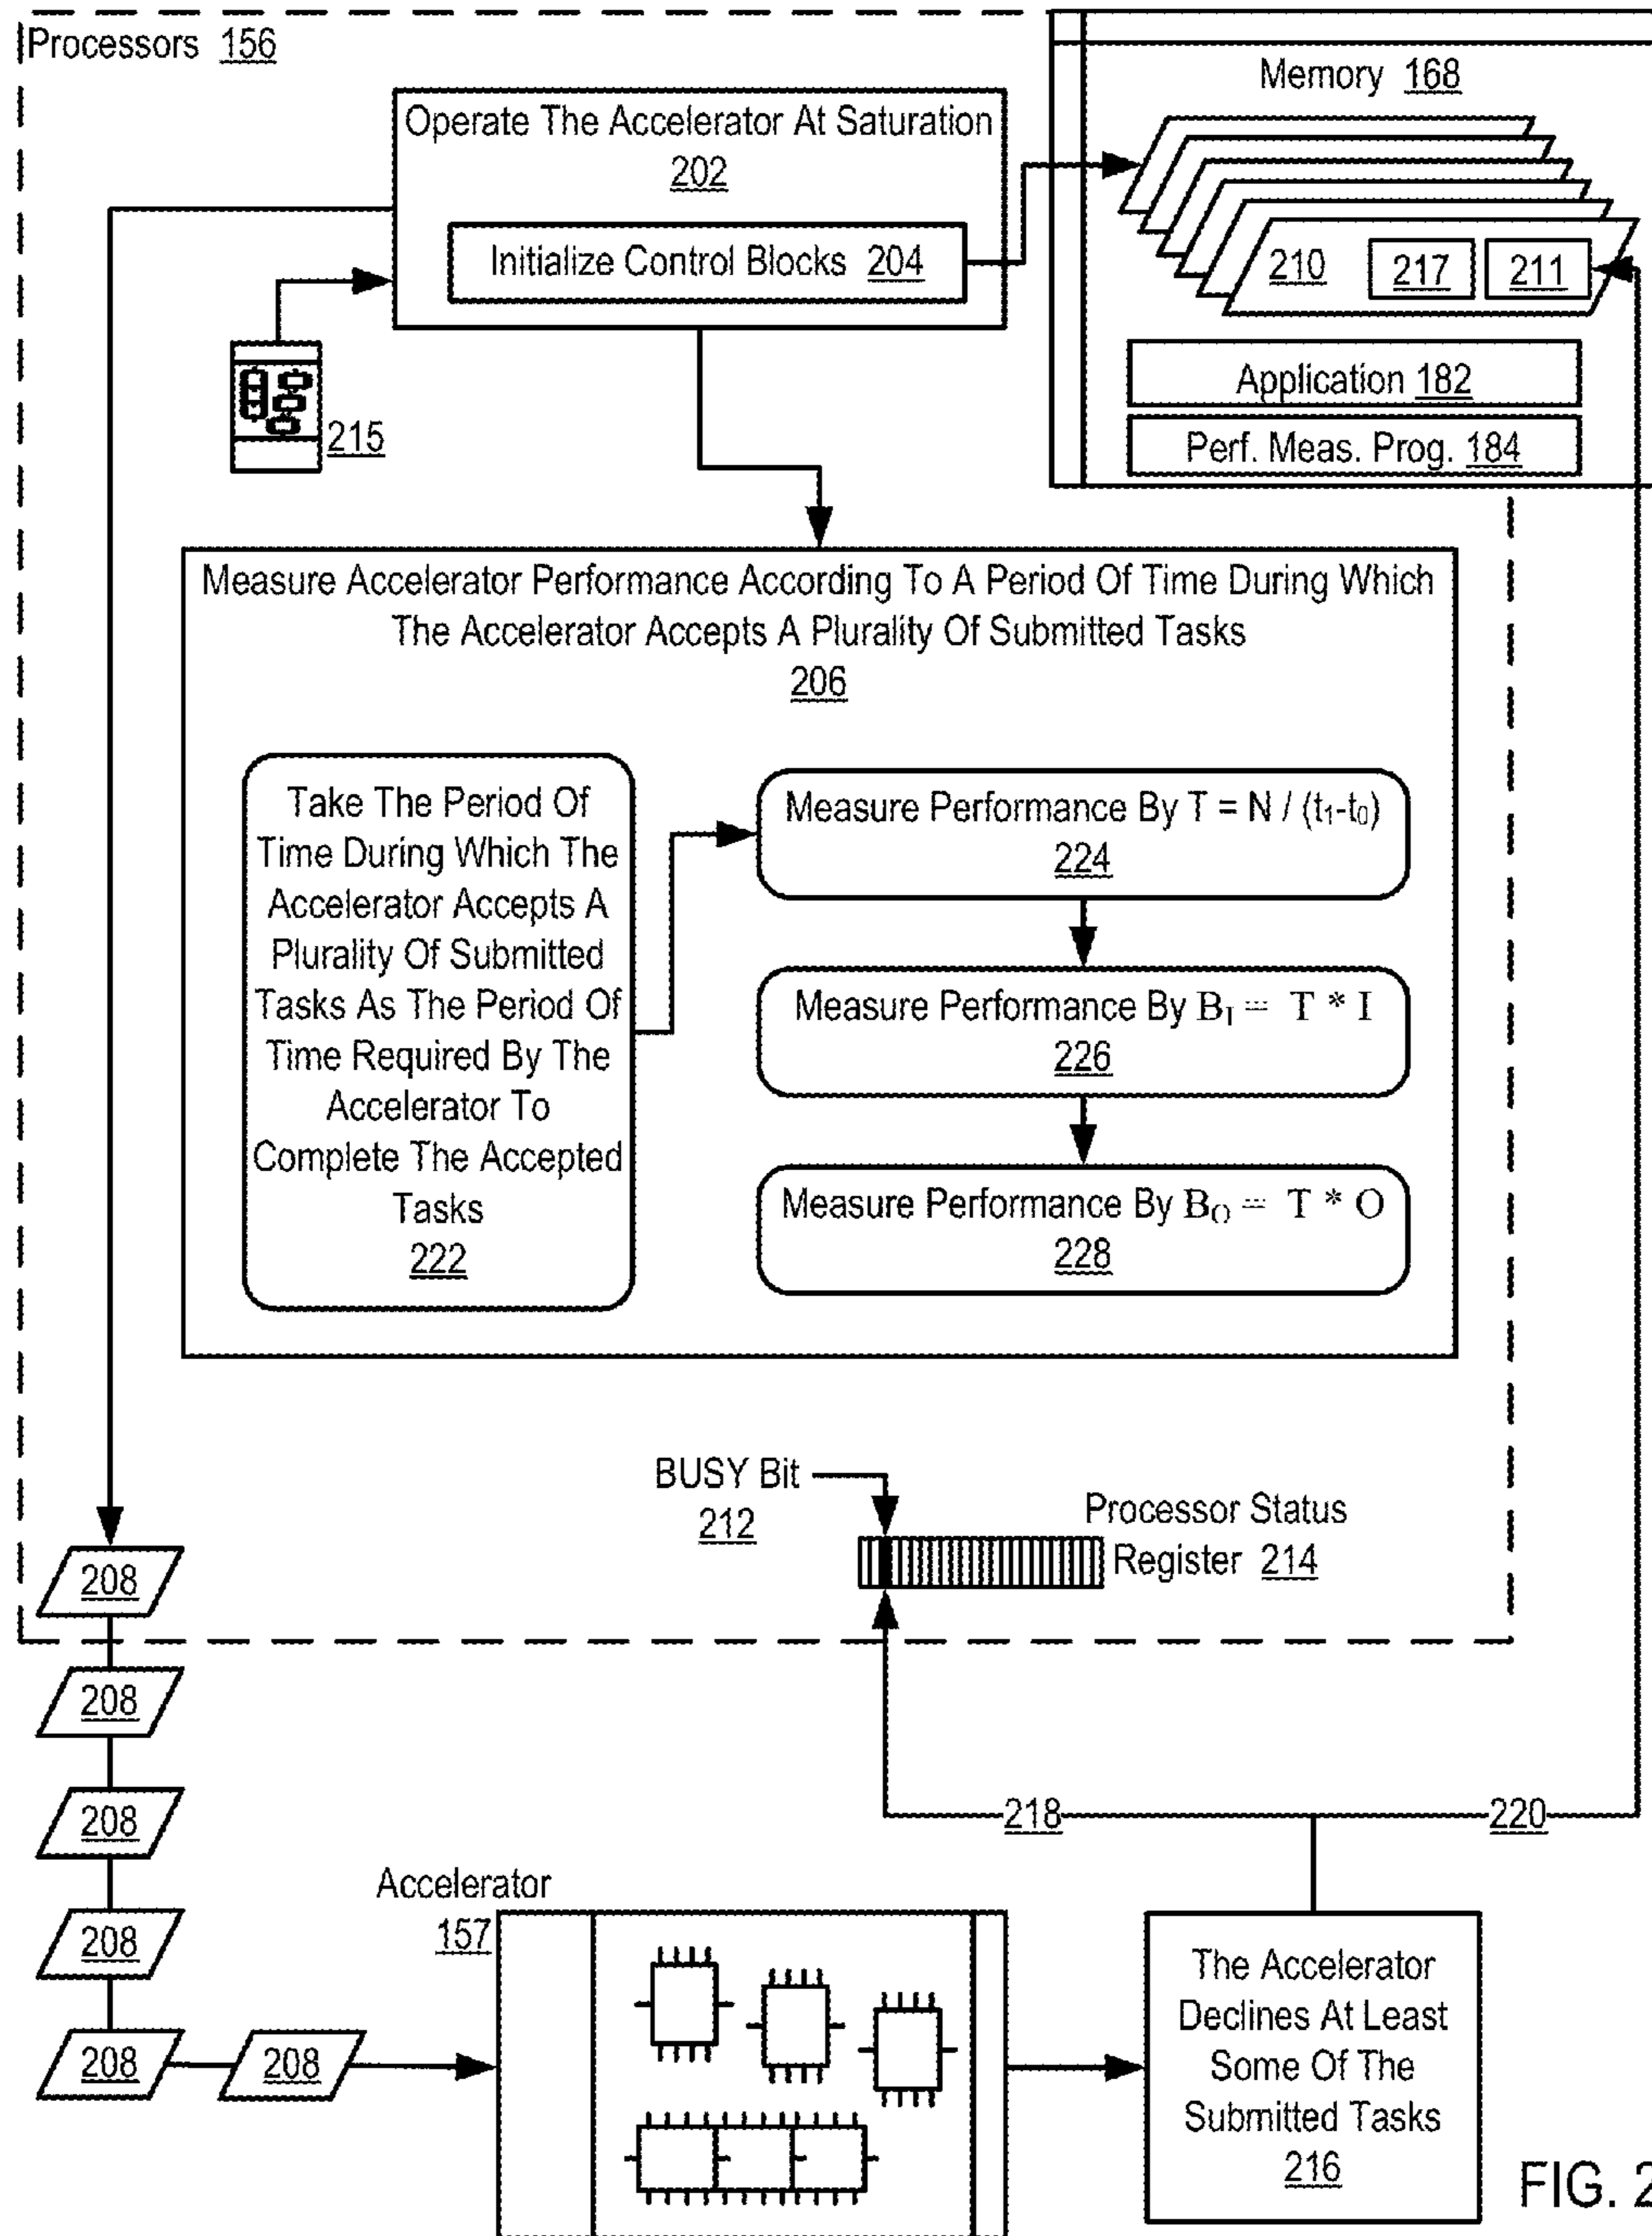 Processors 156
Memory 168
Operate The Accelerator At Saturation
202
Initialize Control Blocks 204
210 217 211
Application 182
Perf. Meas. Prog. 184
215
Measure Accelerator Performance According To A Period Of Time During Which
The Accelerator Accepts A Plurality Of Submitted Tasks
206
Take The Period Of
Time During Which The
Accelerator Accepts A
Plurality Of Submitted
Tasks As The Period Of
Time Required By The
Accelerator To
Complete The Accepted
Tasks
222
Measure Performance By T = N / (t₁-t₀)
224
Measure Performance By B_I = T * I
226
Measure Performance By B_O = T * O
228
BUSY Bit
212
Processor Status
Register 214
208
208
208
208
208
208
218
220
Accelerator
157
The Accelerator
Declines At Least
Some Of The
Submitted Tasks
216
FIG. 2